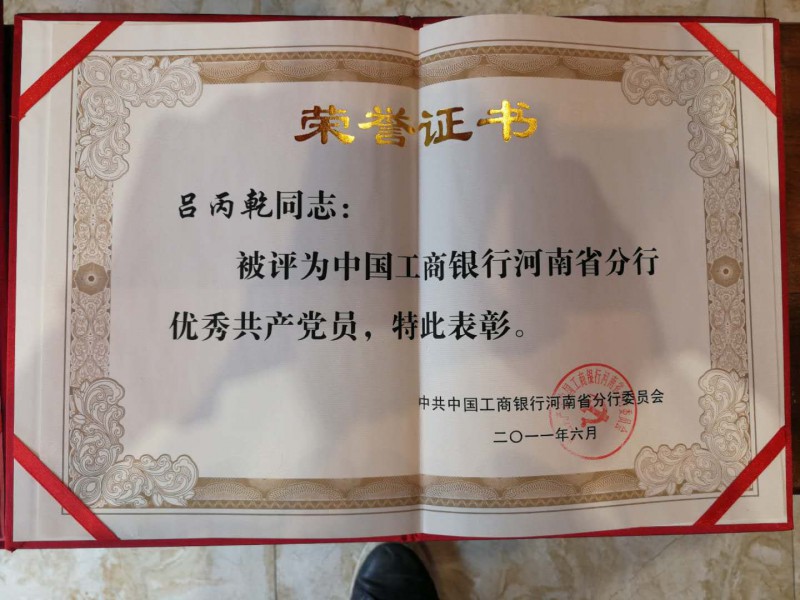 荣誉证书
吕丙乾同志：
被评为中国工商银行河南省分行
优秀共产党员，特此表彰。
中共中国工商银行河南省分行委员会
二〇一一年六月